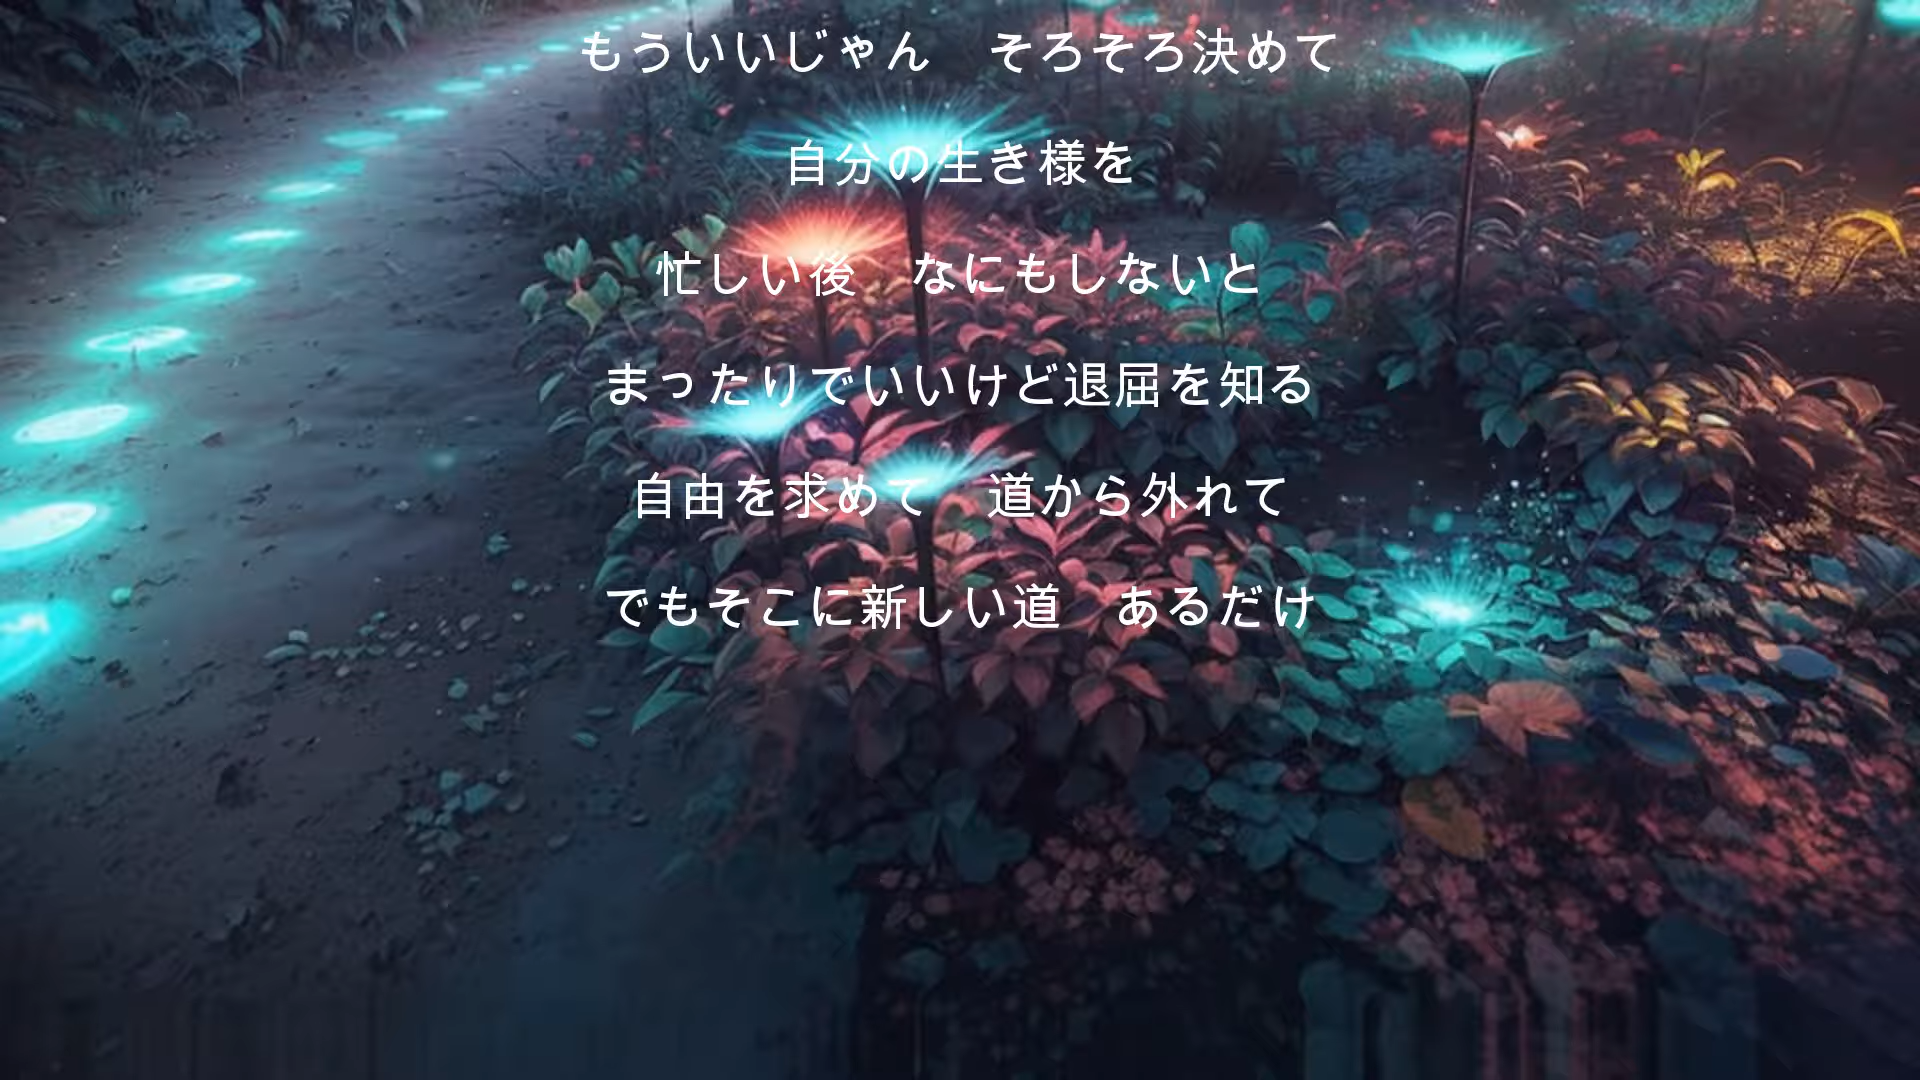 もういいじゃん　そろそろ決めて
自分の生き様を
忙しい後　なにもしないと
まったりでいいけど退屈を知る
自由を求めて　道から外れて
でもそこに新しい道　あるだけ